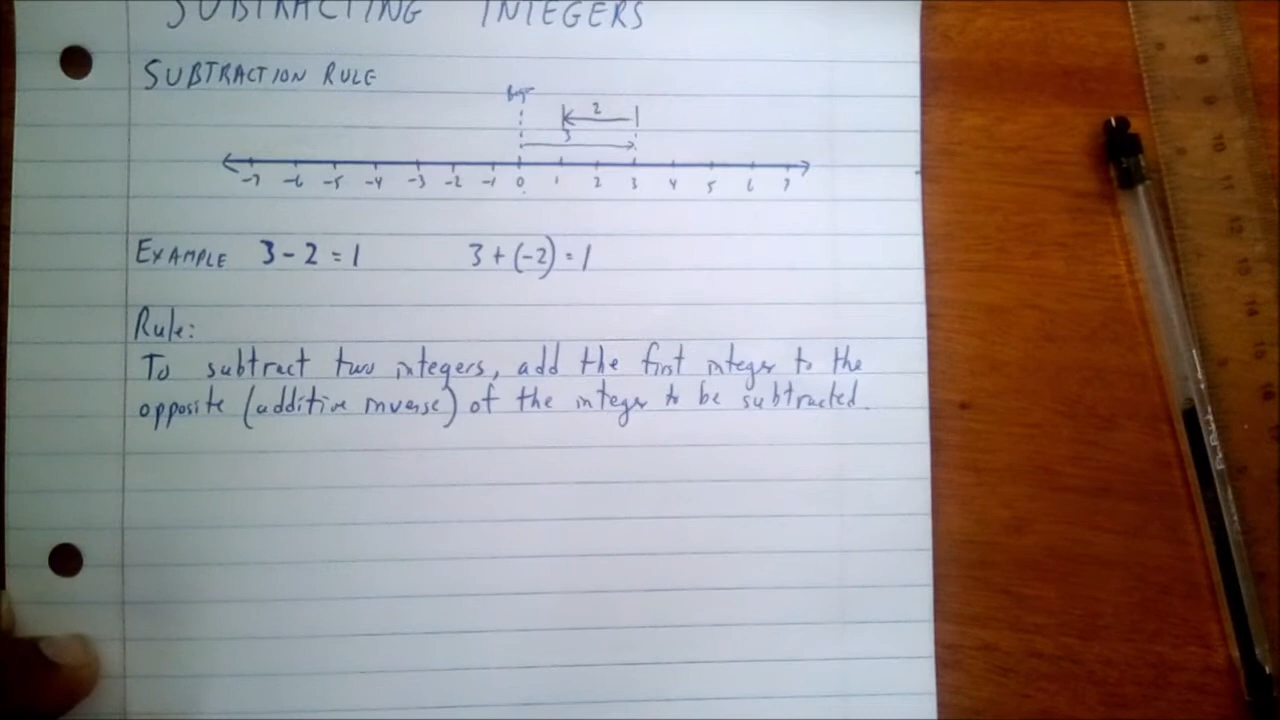 SUBTRACTING INTEGERS
SUBTRACTION RULE
2
3
-7 -6 -5 -4 -3 -2 -1 0 1 2 3 4 5 6 7
EXAMPLE 3 - 2 = 1 3 + (-2) = 1
Rule:
To subtract two integers, add the first integer to the
opposite (additive inverse) of the integer to be subtracted.